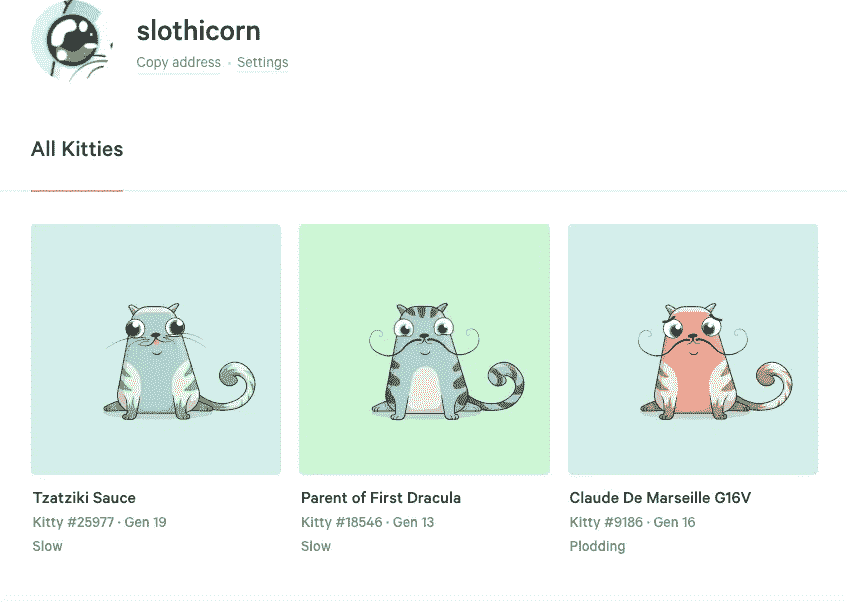 slothicorn
Copy address · Settings
All Kitties
Tzatziki Sauce
Kitty #25977 · Gen 19
Slow
Parent of First Dracula
Kitty #18546 · Gen 13
Slow
Claude De Marseille G16V
Kitty #9186 · Gen 16
Plodding